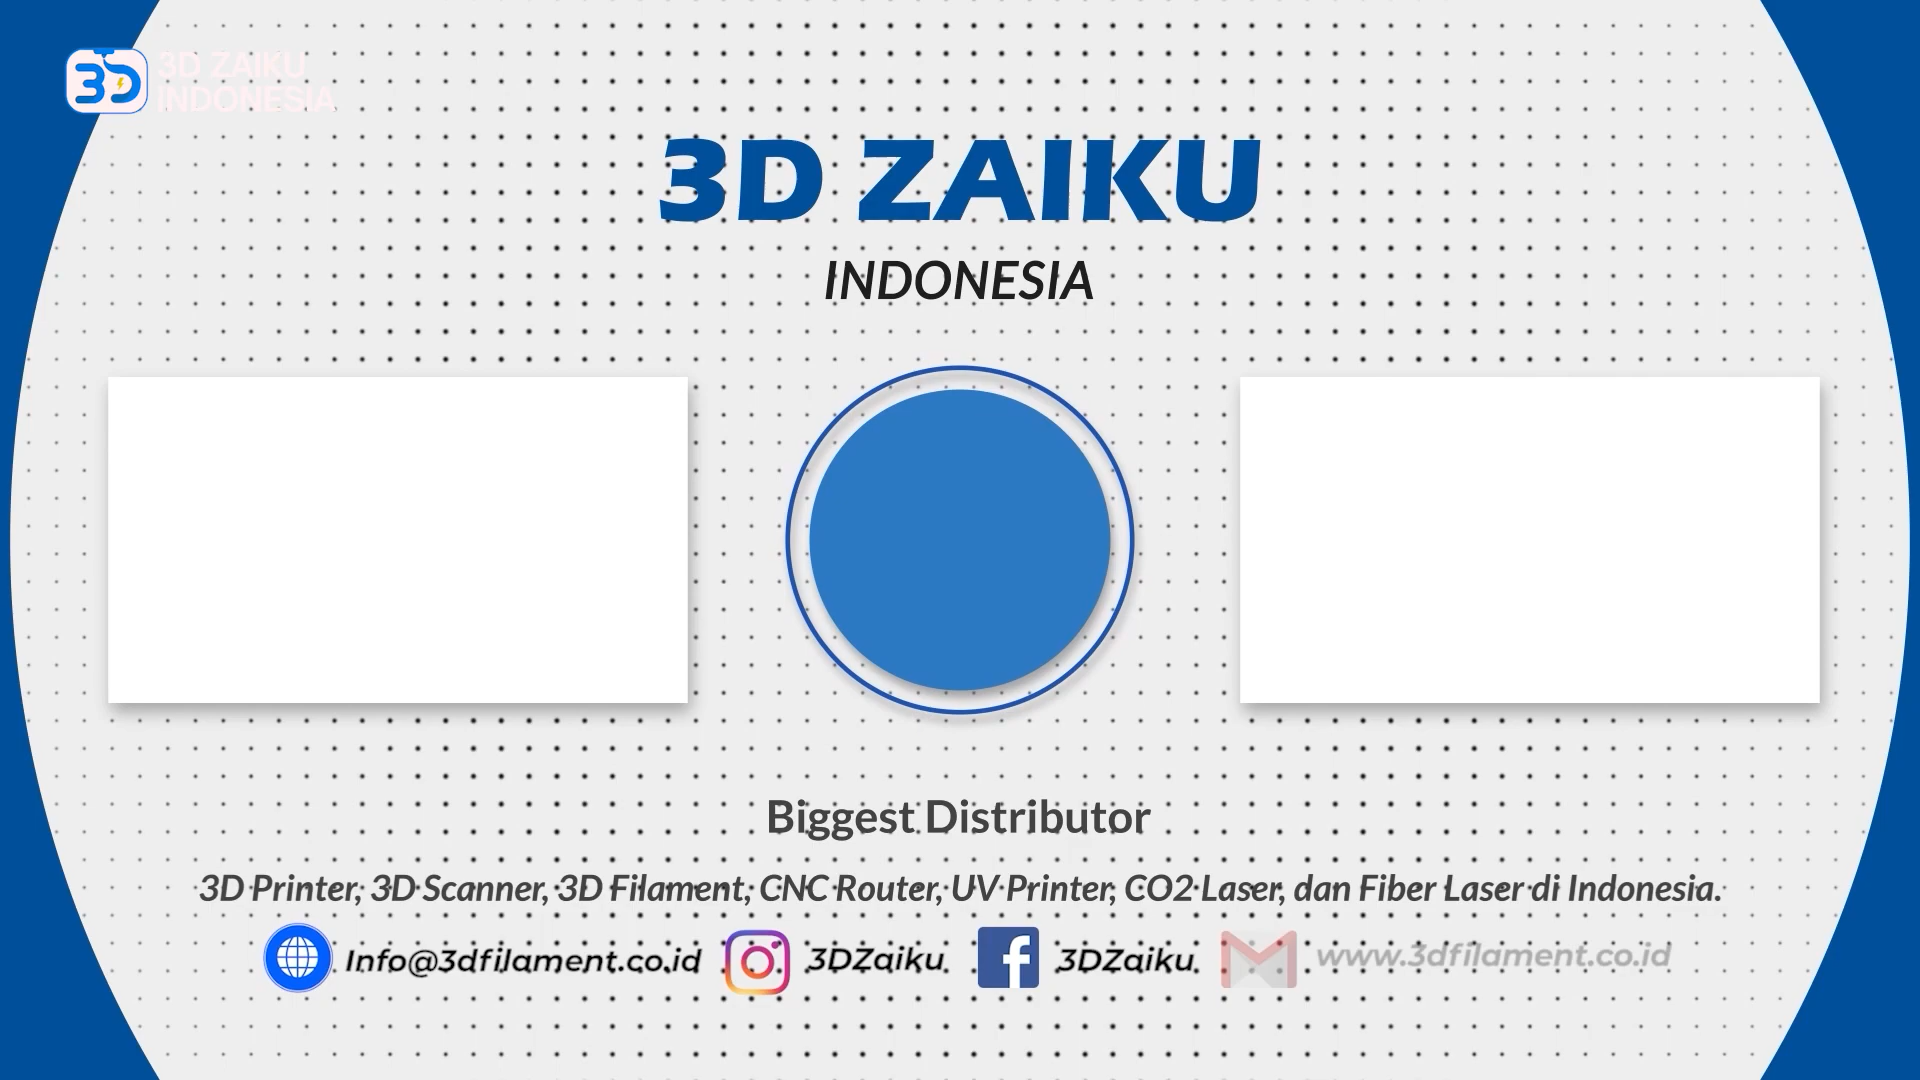 3D
3D ZAIKU
INDONESIA
3D ZAIKU
INDONESIA
Biggest Distributor
3D Printer, 3D Scanner, 3D Filament, CNC Router, UV Printer, CO2 Laser, dan Fiber Laser di Indonesia.
Info@3dfilament.co.id 3DZaiku 3DZaiku www.3dfilament.co.id